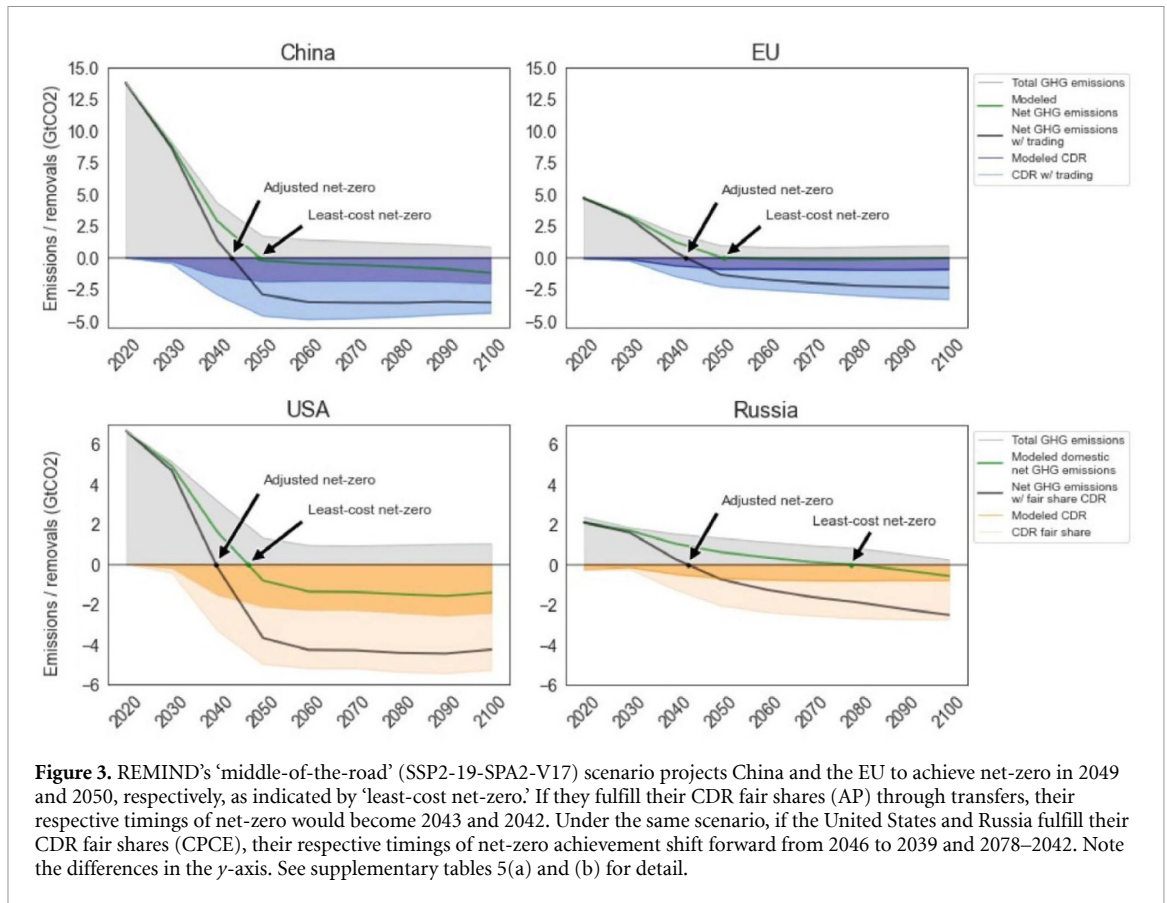 China
EU
Emissions / removals (GtCO2)
15.0
12.5
10.0
7.5
5.0
2.5
0.0
−2.5
−5.0
Adjusted net-zero
Least-cost net-zero
2020
2030
2040
2050
2060
2070
2080
2090
2100
15.0
12.5
10.0
7.5
5.0
2.5
0.0
−2.5
−5.0
Adjusted net-zero
Least-cost net-zero
2020
2030
2040
2050
2060
2070
2080
2090
2100
Total GHG emissions
Modeled
Net GHG emissions
Net GHG emissions
w/ trading
Modeled CDR
CDR w/ trading
USA
Russia
Emissions / removals (GtCO2)
6
4
2
0
−2
−4
−6
Adjusted net-zero
Least-cost net-zero
2020
2030
2040
2050
2060
2070
2080
2090
2100
6
4
2
0
−2
−4
−6
Adjusted net-zero
Least-cost net-zero
2020
2030
2040
2050
2060
2070
2080
2090
2100
Total GHG emissions
Modeled domestic
net GHG emissions
Net GHG emissions
w/ fair share CDR
Modeled CDR
CDR fair share
Figure 3. REMIND's 'middle-of-the-road' (SSP2-19-SPA2-V17) scenario projects China and the EU to achieve net-zero in 2049
and 2050, respectively, as indicated by 'least-cost net-zero.' If they fulfill their CDR fair shares (AP) through transfers, their
respective timings of net-zero would become 2043 and 2042. Under the same scenario, if the United States and Russia fulfill their
CDR fair shares (CPCE), their respective timings of net-zero achievement shift forward from 2046 to 2039 and 2078–2042. Note
the differences in the y-axis. See supplementary tables 5(a) and (b) for detail.